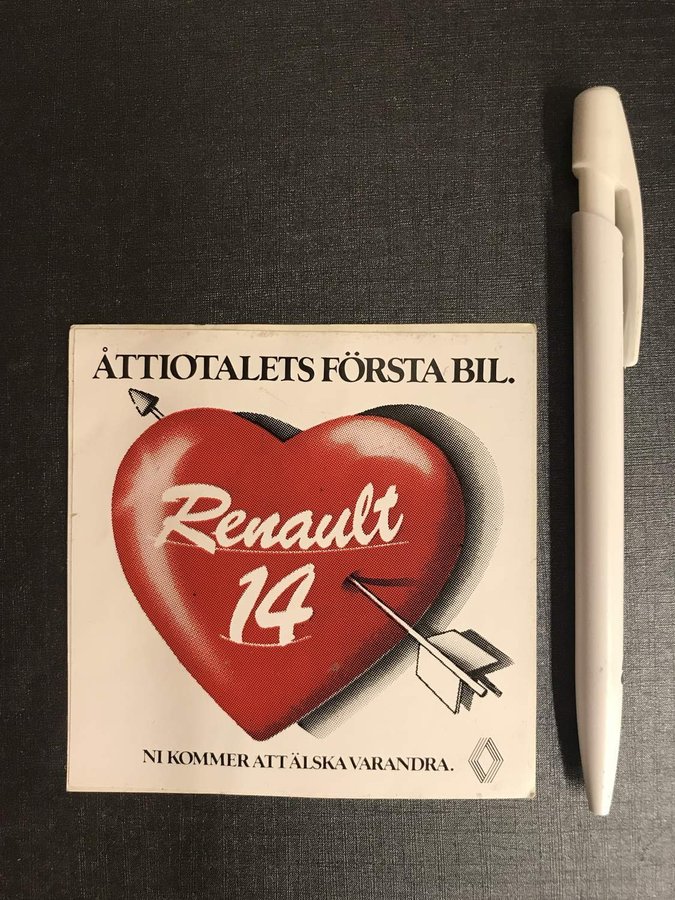 ÅTTIOTALETS FÖRSTA BIL.
Renault
14
NI KOMMER ATT ÄLSKA VARANDRA.